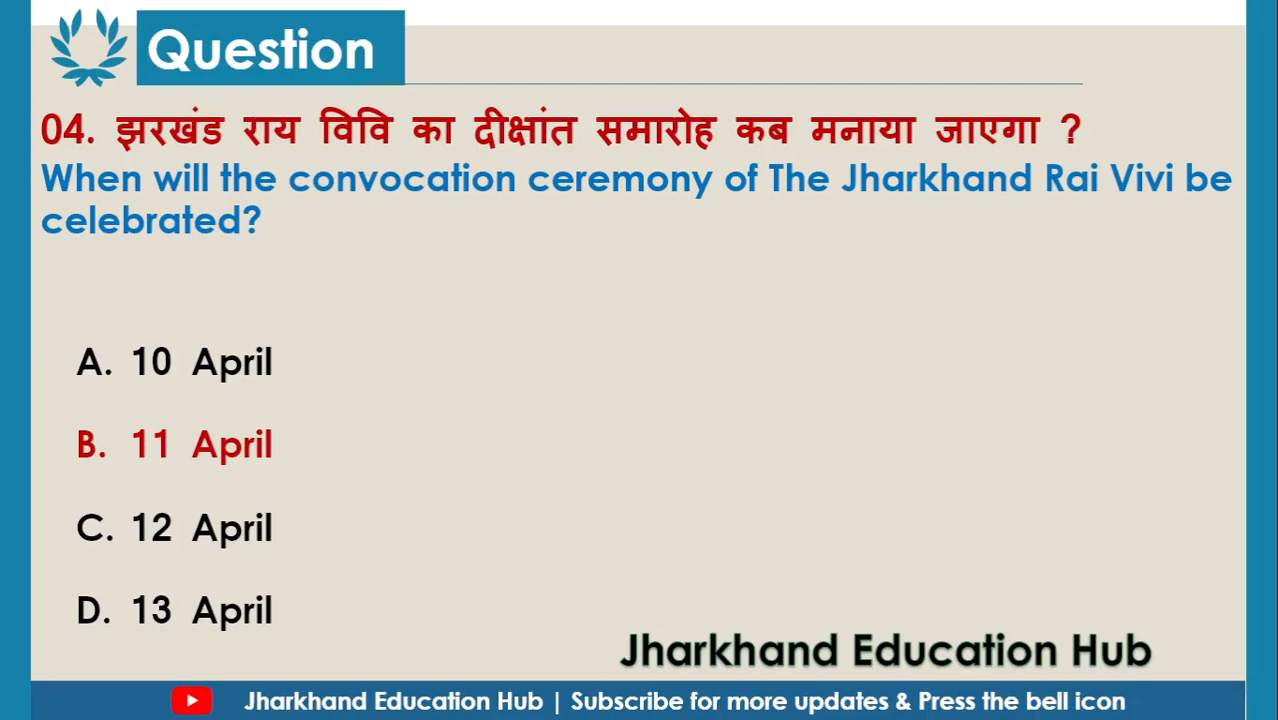 Question
04. झरखंड राय विवि का दीक्षांत समारोह कब मनाया जाएगा ?
When will the convocation ceremony of The Jharkhand Rai Vivi be
celebrated?
A. 10 April
B. 11 April
C. 12 April
D. 13 April
Jharkhand Education Hub
Jharkhand Education Hub | Subscribe for more updates & Press the bell icon